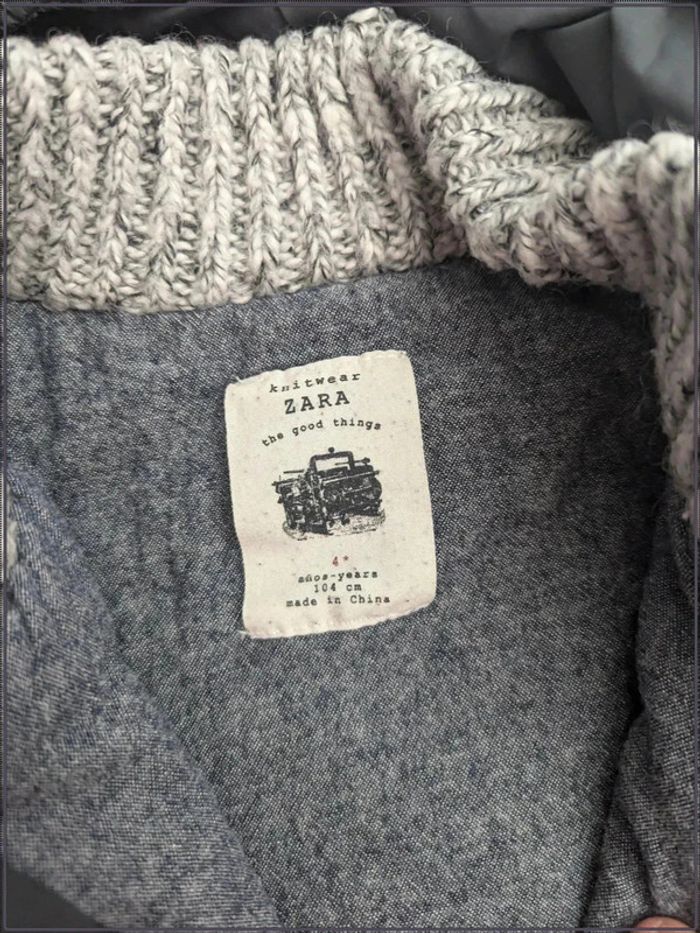 knitwear
ZARA
the good things
4*
años-years
104 cm
made in China